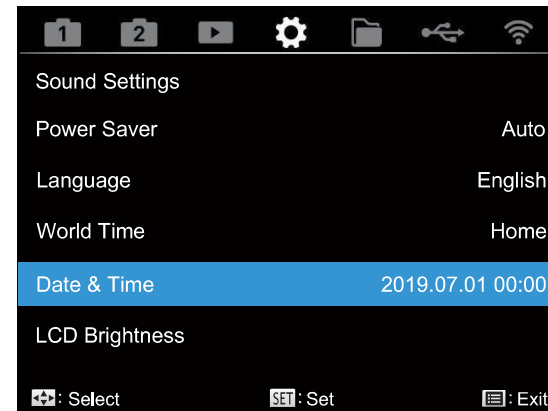 1 2
Sound Settings
Power Saver Auto
Language English
World Time Home
Date & Time 2019.07.01 00:00
LCD Brightness
: Select SET : Set : Exit